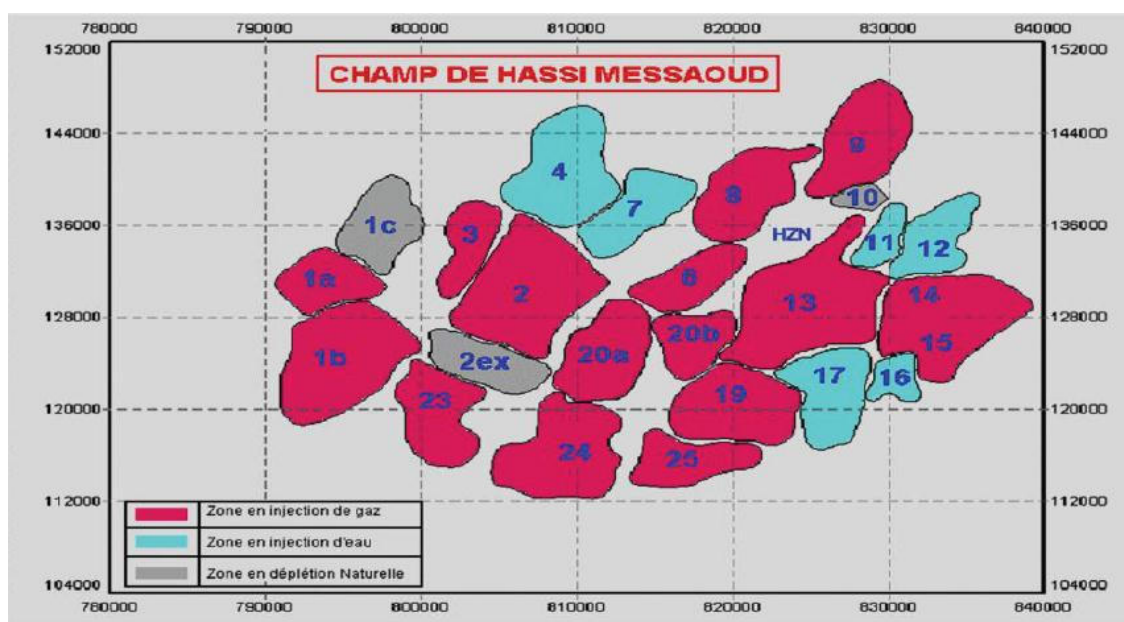 780000 790000 800000 810000 820000 830000 840000
152000 152000
CHAMP DE HASSI MESSAOUD
144000 144000
9
4
8
10
7
1c
3
136000 136000
HZN
11
12
1a
6
2
14
13
128000 128000
20b
20a
15
1b
2ex
17
16
19
23
120000 120000
24
25
112000 112000
Zone en injection de gaz
Zone en injection d'eau
Zone en déplétion Naturelle
104000 104000
780000 790000 800000 810000 820000 830000 840000